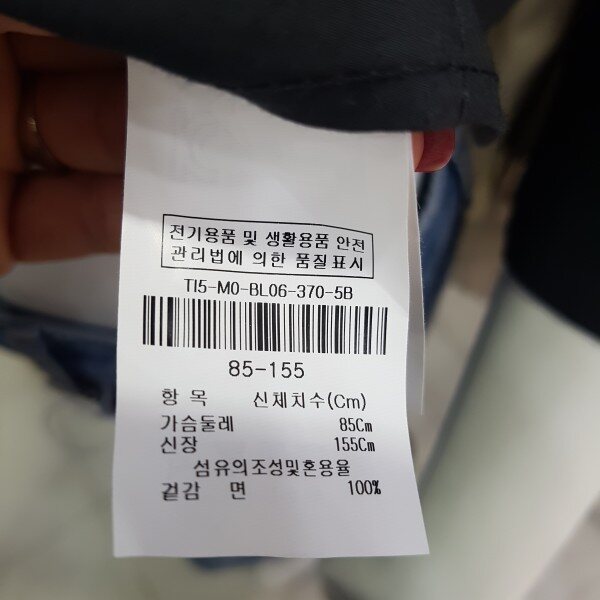 전기용품 및 생활용품 안전
관리법에 의한 품질표시
TI5-MO-BL06-370-5B
85-155
항 목 신체치수(Cm)
가슴둘레 85Cm
신장 155Cm
섬유의조성및혼용율
겉감 면 100%